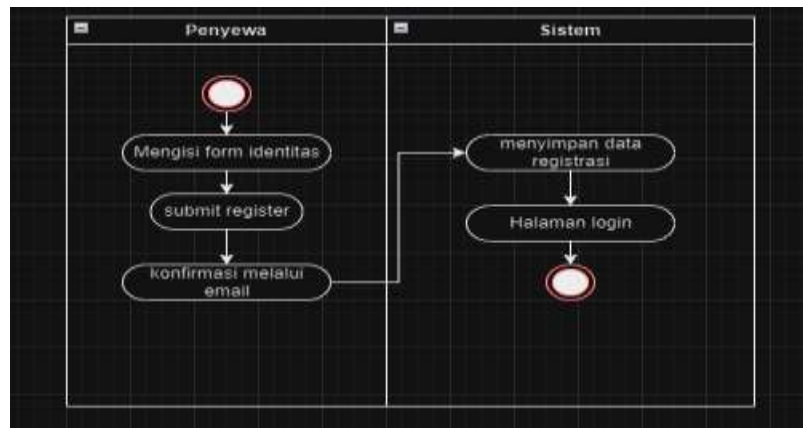 Penyewa
Sistem
Mengisi form identitas
submit register
konfirmasi melalui
email
menyimpan data
registrasi
Halaman login